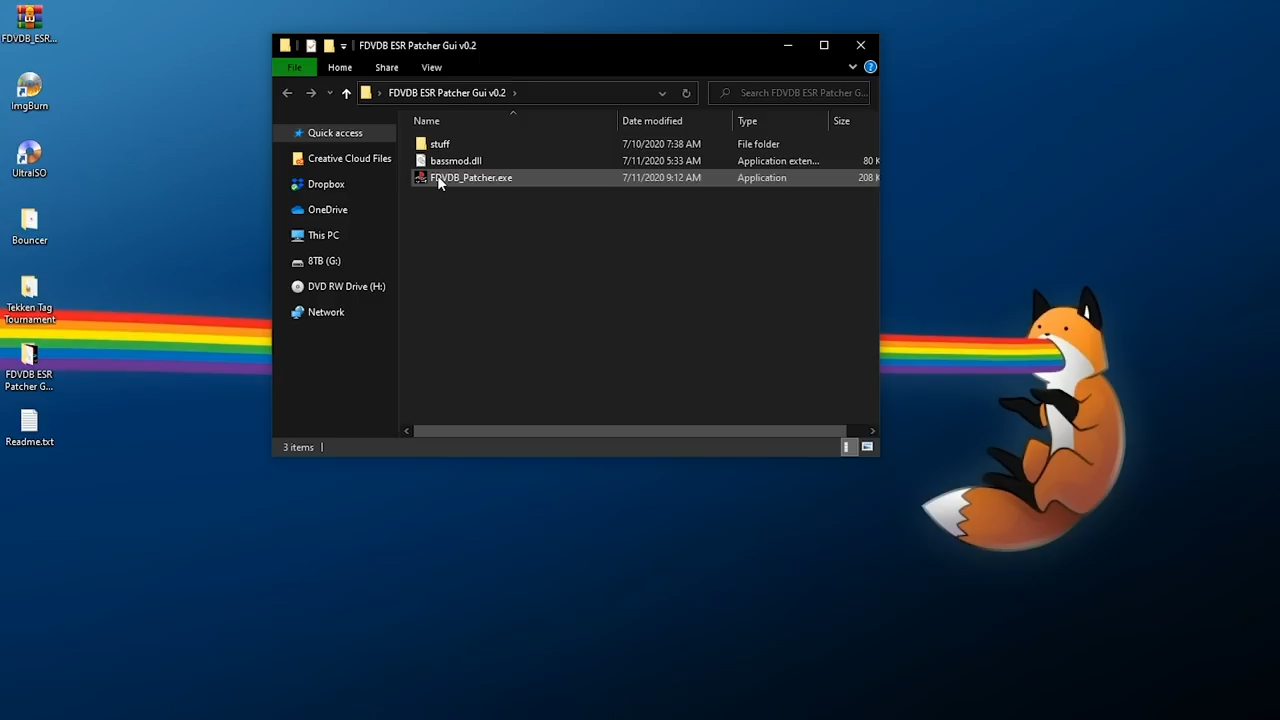 FDVDB_ESR...
ImgBurn
UltraISO
Bouncer
Tekken Tag
Tournament
FDVDB ESR
Patcher G...
Readme.txt
FDVDB ESR Patcher Gui v0.2
File
Home
Share
View
FDVDB ESR Patcher Gui v0.2
Search FDVDB ESR Patcher G...
Quick access
Creative Cloud Files
Dropbox
OneDrive
This PC
8TB (G:)
DVD RW Drive (H:)
Network
Name Date modified Type Size
stuff 7/10/2020 7:38 AM File folder
bassmod.dll 7/11/2020 5:33 AM Application exten... 80 K
FDVDB_Patcher.exe 7/11/2020 9:12 AM Application 208 K
3 items